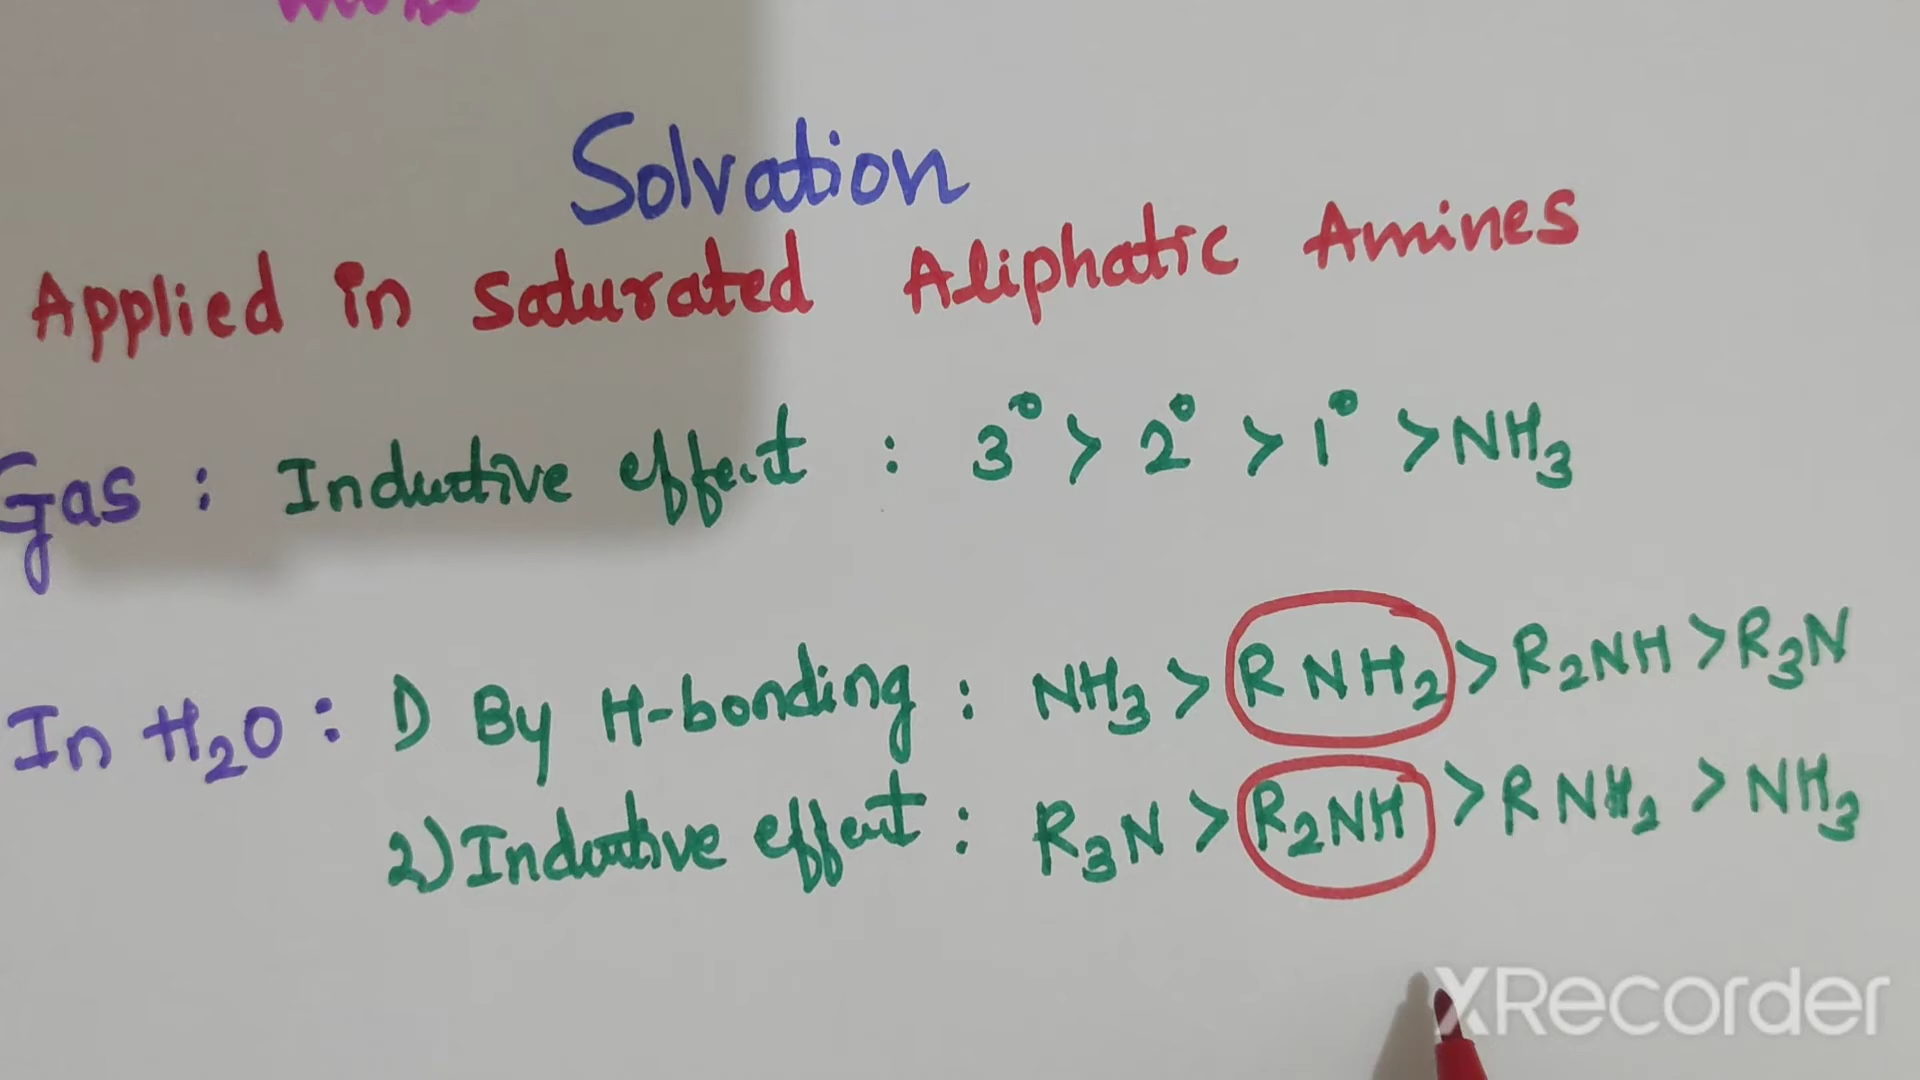 Solvation
Applied in saturated Aliphatic Amines
Gas : Inductive effect : 3° > 2° > 1° > NH3
In H2O : 1) By H-bonding : NH3 > RNH2 > R2NH > R3N
2) Inductive effect : R3N > R2NH > RNH2 > NH3
XRecorder